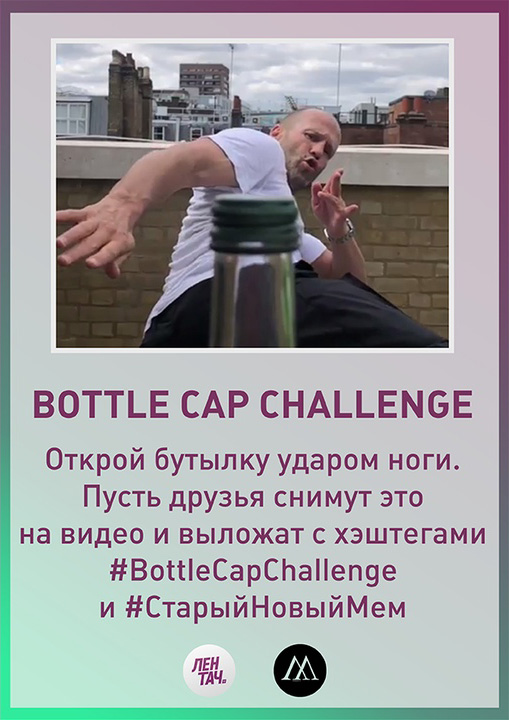 BOTTLE CAP CHALLENGE
Открой бутылку ударом ноги.
Пусть друзья снимут это
на видео и выложат с хэштегами
#BottleCapChallenge
и #СтарыйНовыйМем
ЛЕН
ТАЧ.